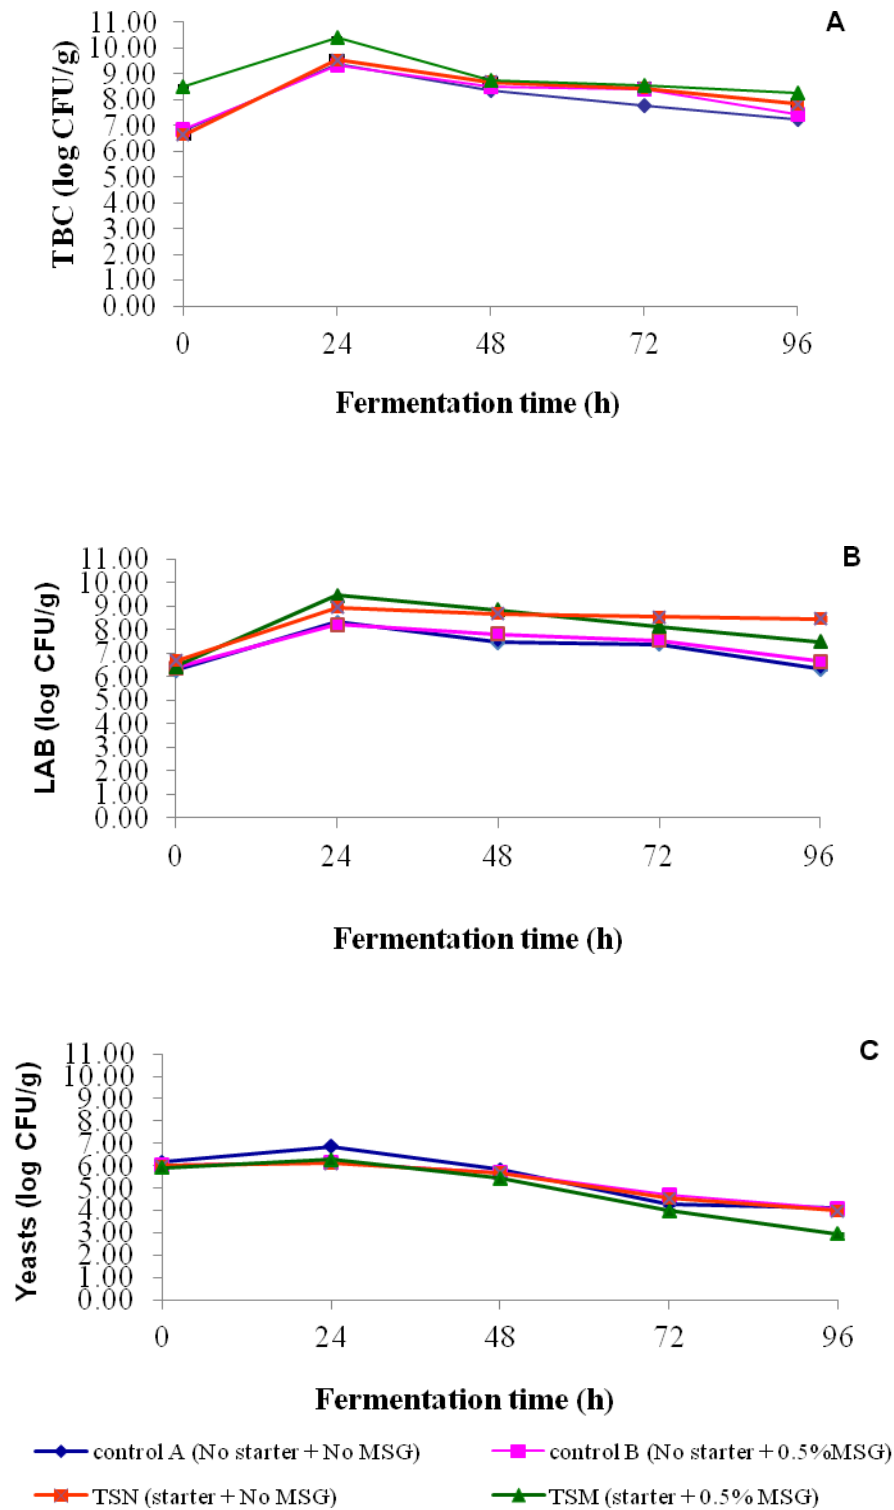 A
TBC (log CFU/g)
11.00
10.00
9.00
8.00
7.00
6.00
5.00
4.00
3.00
2.00
1.00
0.00
0 24 48 72 96
Fermentation time (h)
B
LAB (log CFU/g)
11.00
10.00
9.00
8.00
7.00
6.00
5.00
4.00
3.00
2.00
1.00
0.00
0 24 48 72 96
Fermentation time (h)
C
Yeasts (log CFU/g)
11.00
10.00
9.00
8.00
7.00
6.00
5.00
4.00
3.00
2.00
1.00
0.00
0 24 48 72 96
Fermentation time (h)
control A (No starter + No MSG) control B (No starter + 0.5%MSG)
TSN (starter + No MSG) TSM (starter + 0.5% MSG)